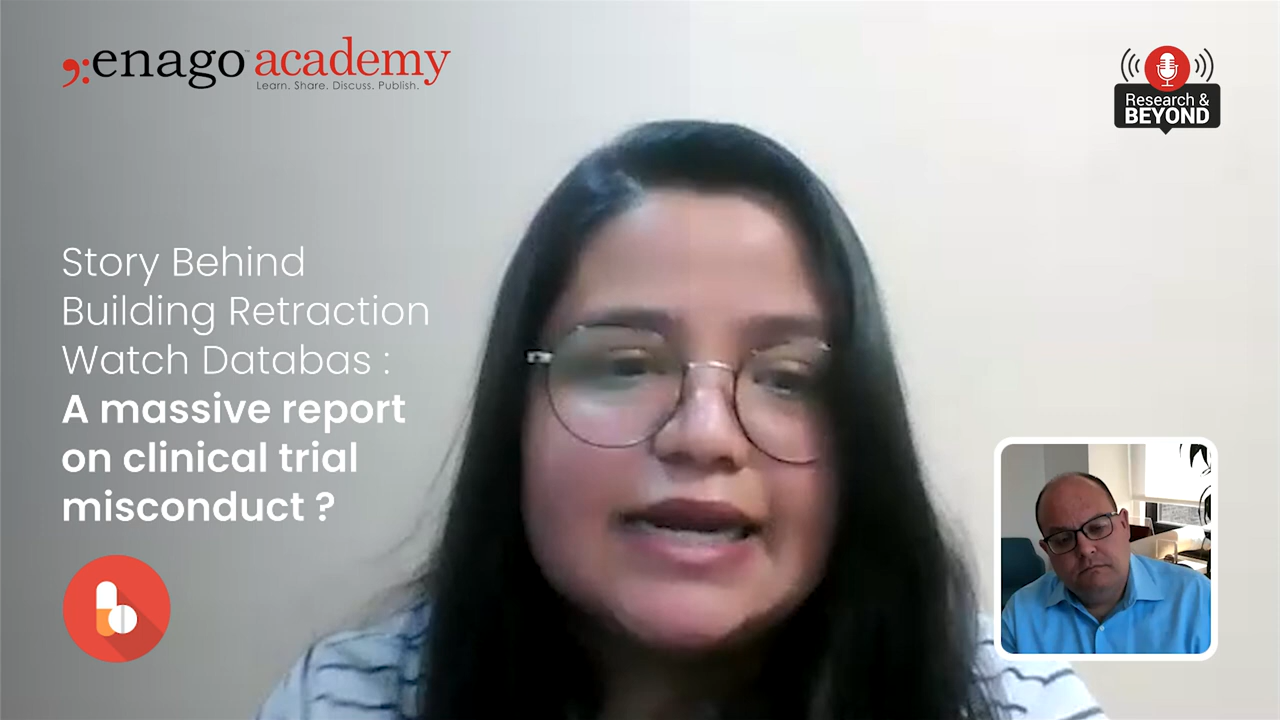 enago academy
Learn. Share. Discuss. Publish.
Research &
BEYOND
Story Behind
Building Retraction
Watch Databas :
A massive report
on clinical trial
misconduct ?